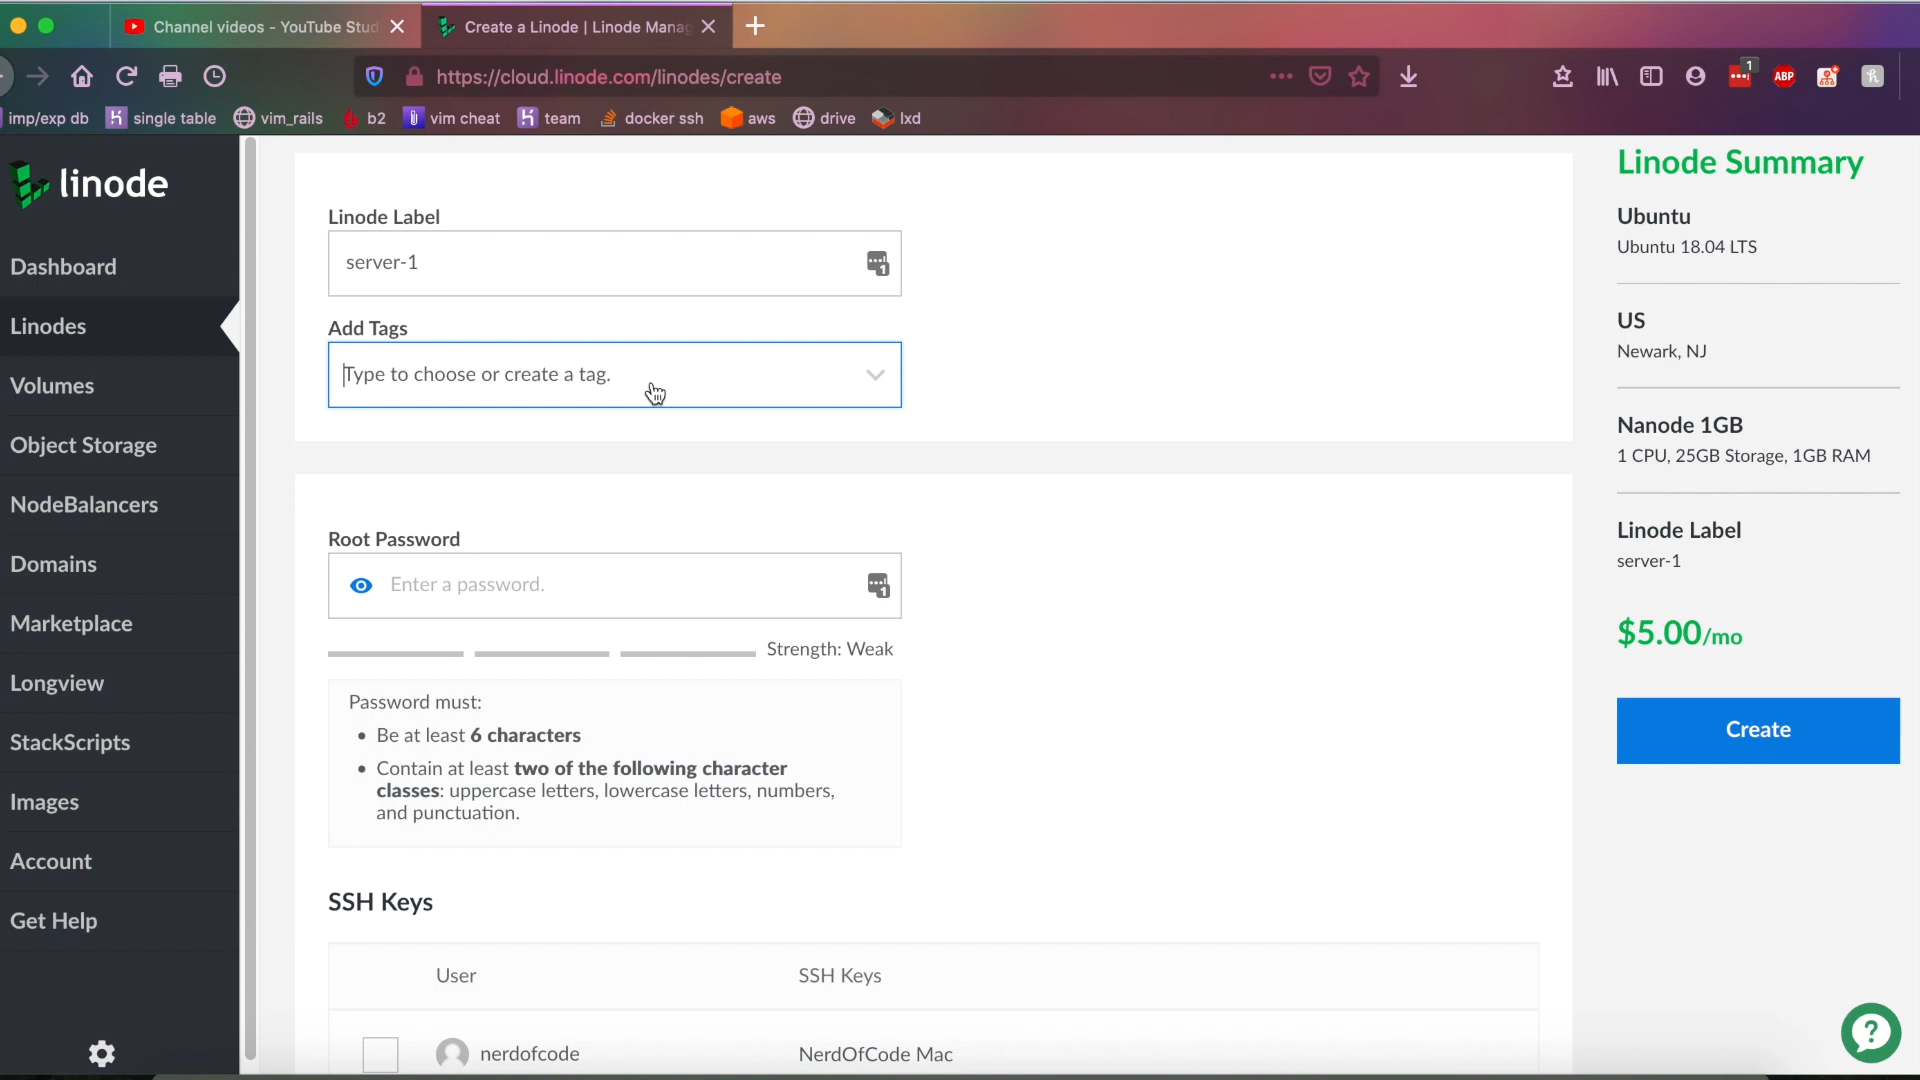 Channel videos - YouTube Stud
Create a Linode | Linode Manag
https://cloud.linode.com/linodes/create
1
ABP
imp/exp db
single table
vim_rails
b2
vim cheat
team
docker ssh
aws
drive
lxd
linode
Dashboard
Linodes
Volumes
Object Storage
NodeBalancers
Domains
Marketplace
Longview
StackScripts
Images
Account
Get Help
Linode Label
server-1
1
Add Tags
Type to choose or create a tag.
Root Password
Enter a password.
1
Strength: Weak
Password must:
• Be at least 6 characters
• Contain at least two of the following character
classes: uppercase letters, lowercase letters, numbers,
and punctuation.
SSH Keys
User
SSH Keys
nerdofcode
NerdOfCode Mac
Linode Summary
Ubuntu
Ubuntu 18.04 LTS
US
Newark, NJ
Nanode 1GB
1 CPU, 25GB Storage, 1GB RAM
Linode Label
server-1
$5.00/mo
Create